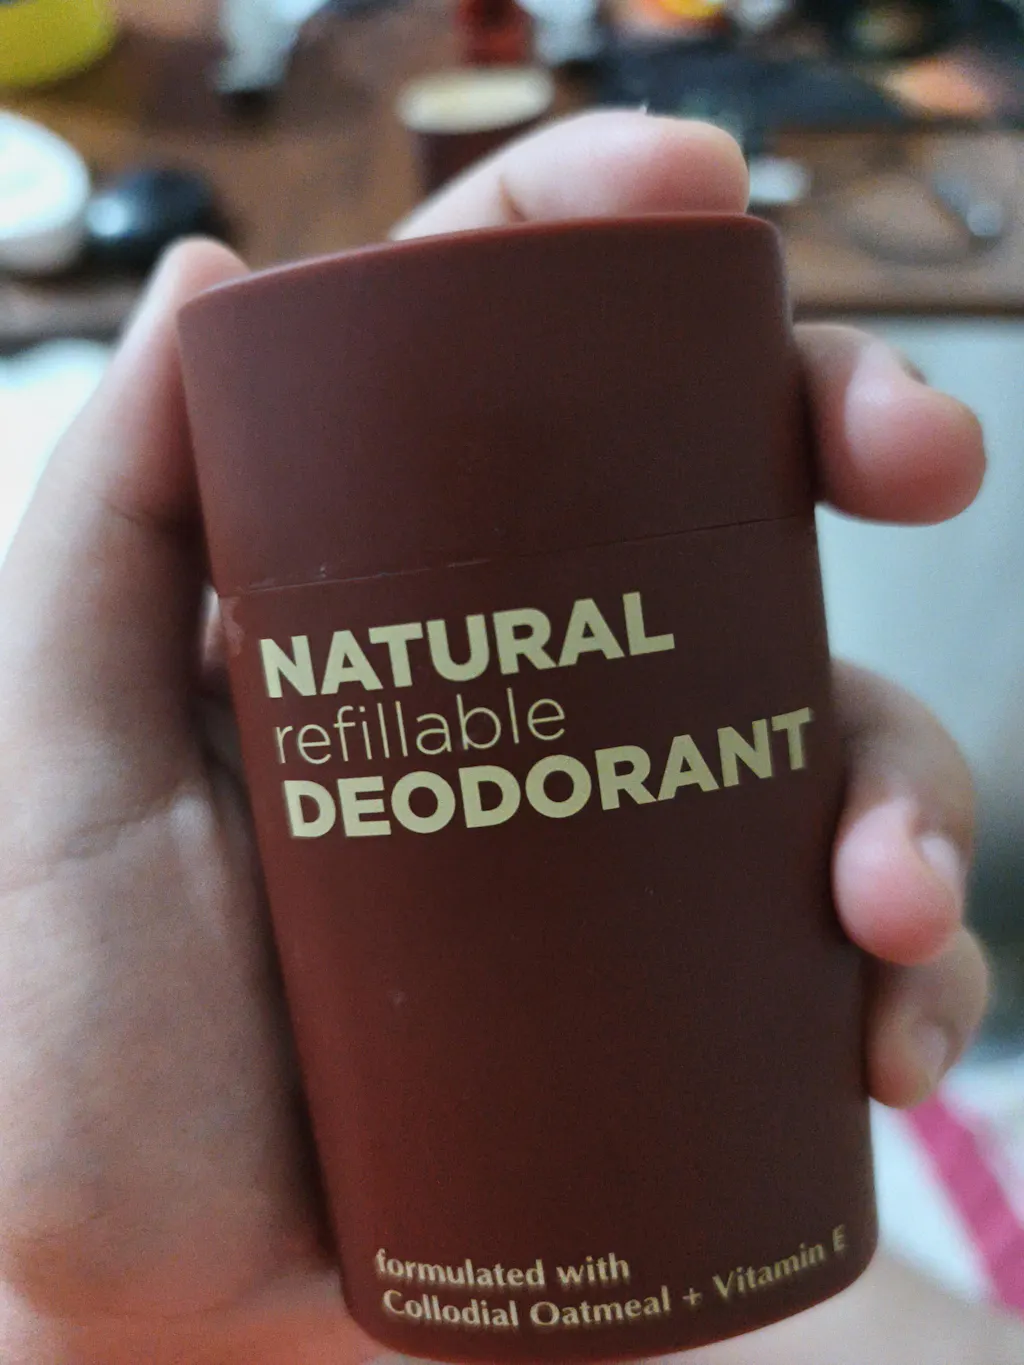 NATURAL
refillable
DEODORANT
formulated with
Collodial Oatmeal + Vitamin E